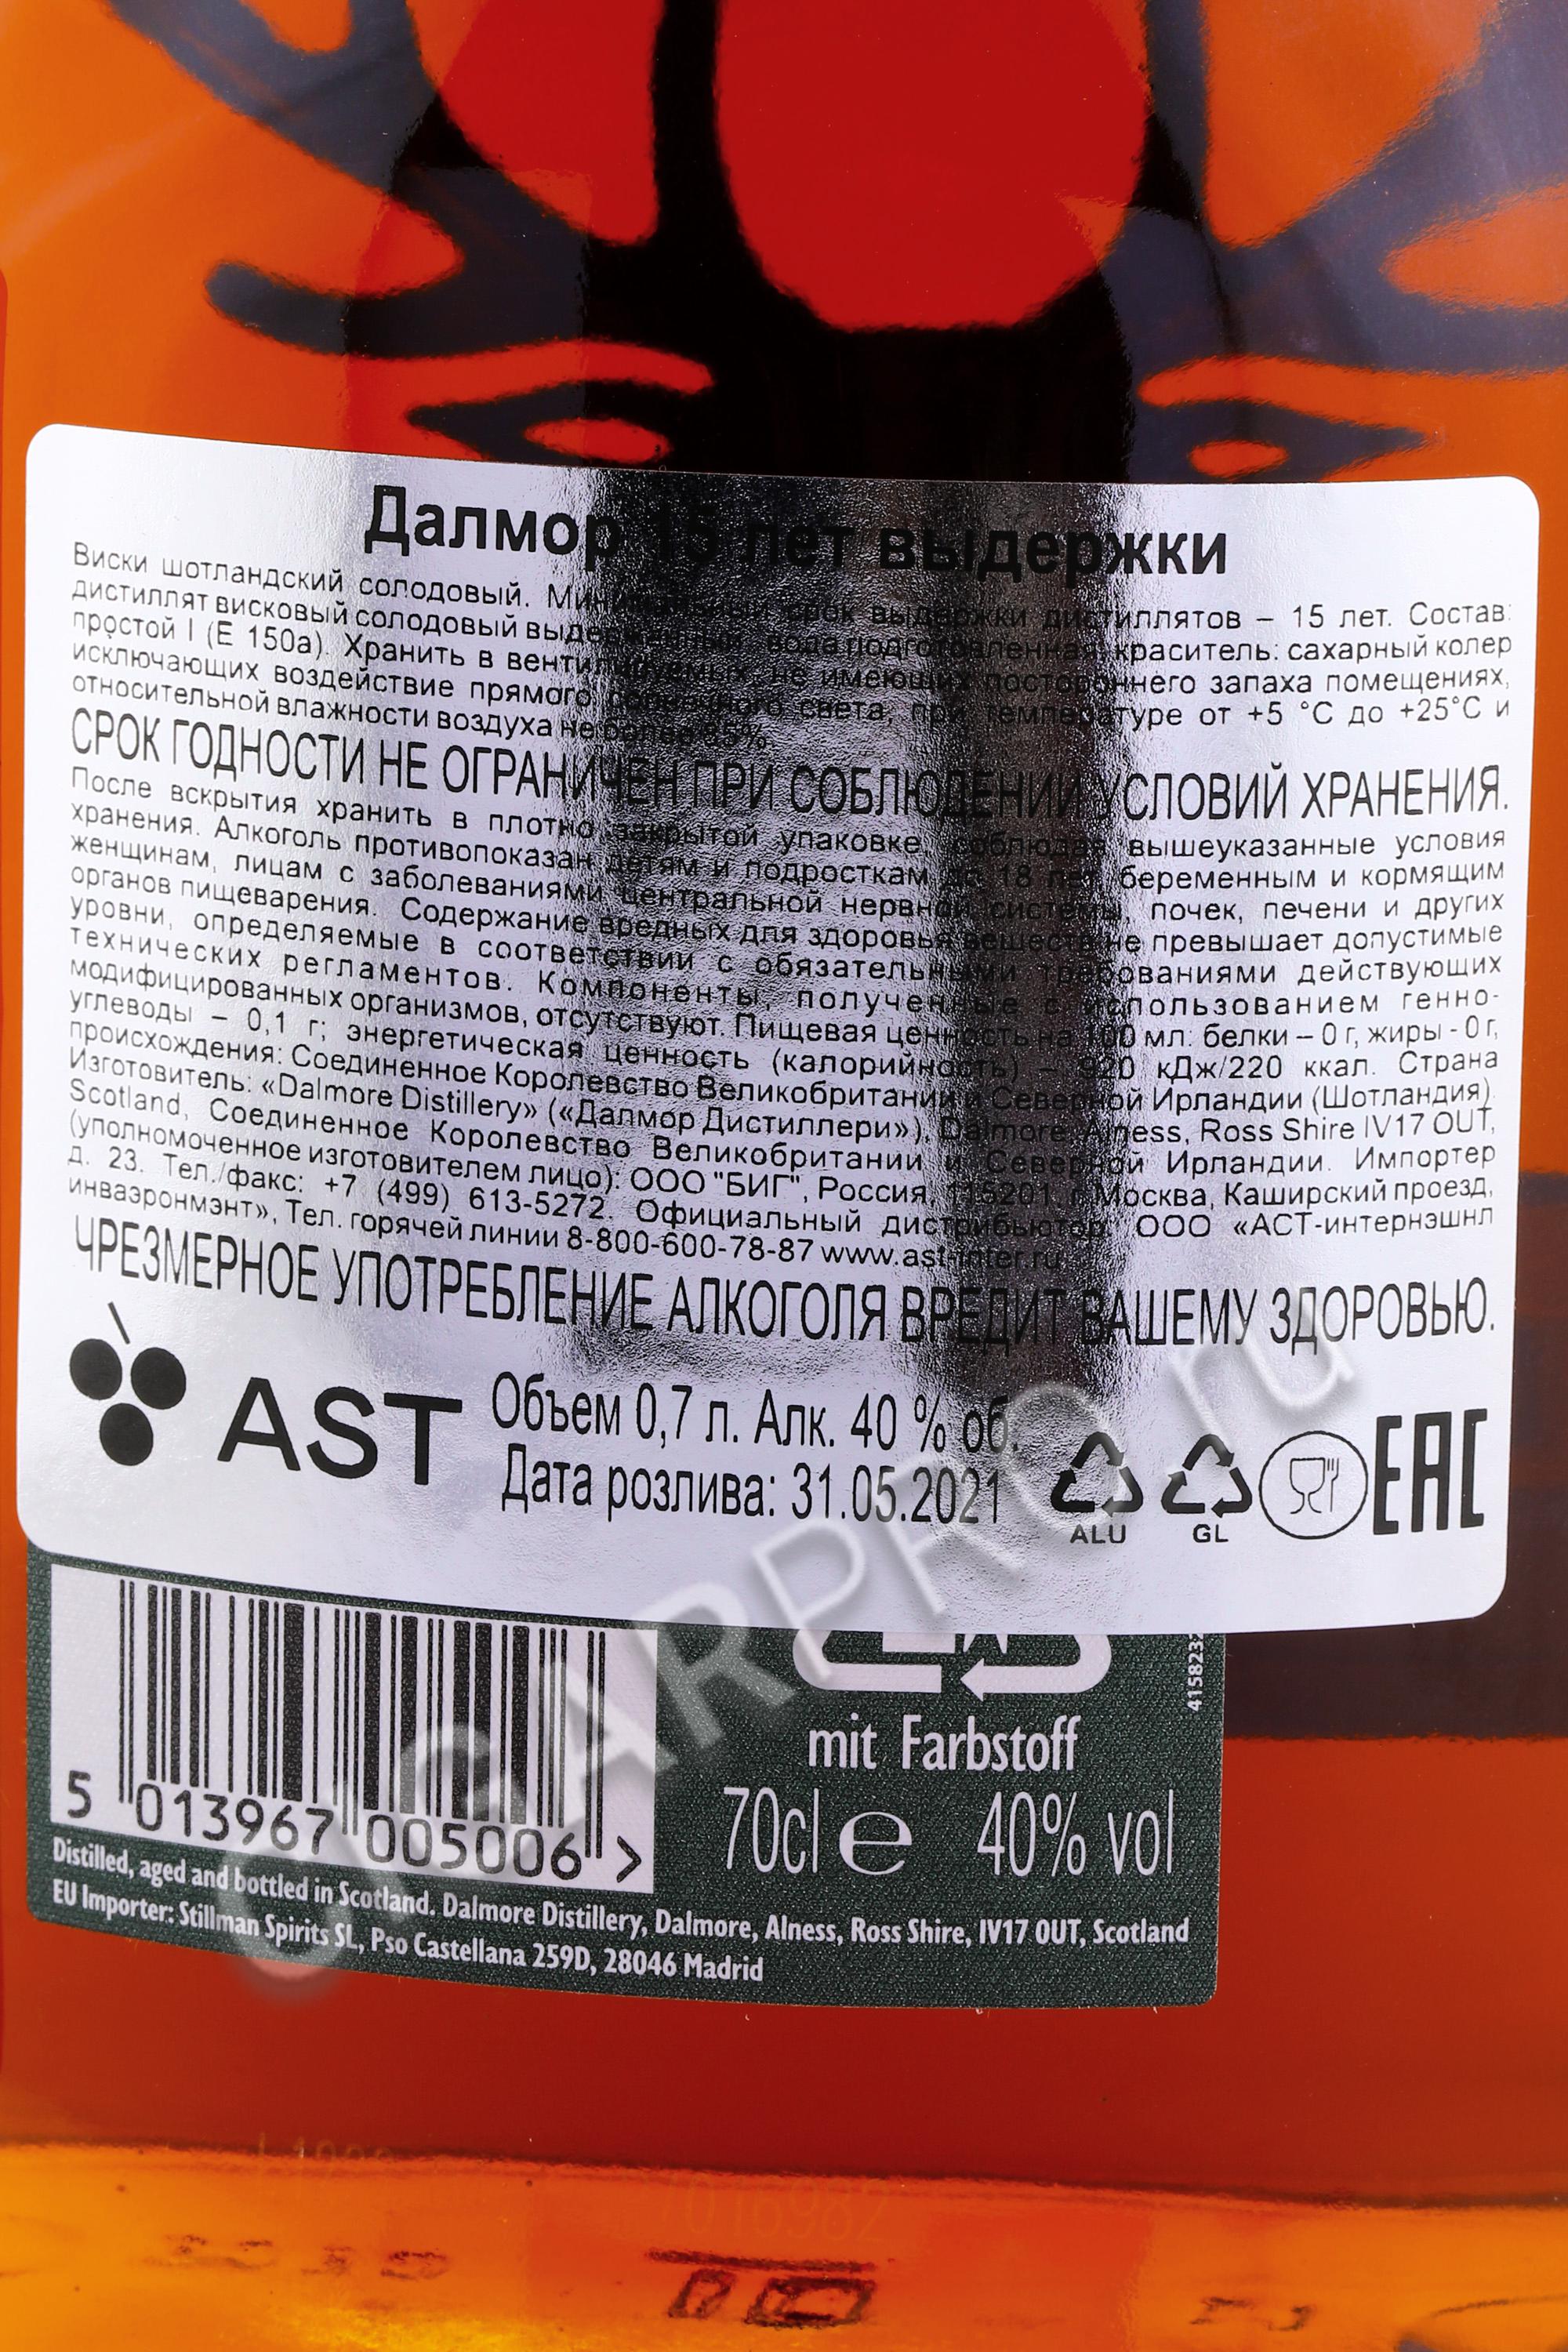 Далмор 15 лет выдержки
Виски шотландский солодовый. Минимальный срок выдержки дистиллятов – 15 лет. Состав:
дистиллят висковый солодовый выдержанный, вода подготовленная, краситель: сахарный колер
простой I (Е 150а). Хранить в вентилируемых, не имеющих постороннего запаха помещениях,
исключающих воздействие прямого солнечного света, при температуре от +5 °С до +25°С и
относительной влажности воздуха не более 85%.
СРОК ГОДНОСТИ НЕ ОГРАНИЧЕН ПРИ СОБЛЮДЕНИИ УСЛОВИЙ ХРАНЕНИЯ.
После вскрытия хранить в плотно закрытой упаковке, соблюдая вышеуказанные условия
хранения. Алкоголь противопоказан детям и подросткам до 18 лет, беременным и кормящим
женщинам, лицам с заболеваниями центральной нервной системы, почек, печени и других
органов пищеварения. Содержание вредных для здоровья веществ не превышает допустимые
уровни, определяемые в соответствии с обязательными требованиями действующих
технических регламентов. Компоненты, полученные с использованием генно-
модифицированных организмов, отсутствуют. Пищевая ценность на 100 мл: белки – 0 г, жиры - 0 г,
углеводы – 0,1 г; энергетическая ценность (калорийность) – 920 кДж/220 ккал. Страна
происхождения: Соединенное Королевство Великобритании и Северной Ирландии (Шотландия).
Изготовитель: «Dalmore Distillery» («Далмор Дистиллери»), Dalmore, Alness, Ross Shire IV17 OUT,
Scotland, Соединенное Королевство Великобритании и Северной Ирландии. Импортер
(уполномоченное изготовителем лицо): ООО "БИГ", Россия, 115201, г. Москва, Каширский проезд,
д. 23. Тел./факс: +7 (499) 613-5272. Официальный дистрибьютор: ООО «АСТ-интернэшнл
инваэронмэнт», Тел. горячей линии 8-800-600-78-87 www.ast-inter.ru
ЧРЕЗМЕРНОЕ УПОТРЕБЛЕНИЕ АЛКОГОЛЯ ВРЕДИТ ВАШЕМУ ЗДОРОВЬЮ.
AST
Объем 0,7 л. Алк. 40 % об.
Дата розлива: 31.05.2021
ALU
GL
EAC
5 013967 005006 >
mit Farbstoff
70cl e 40% vol
Distilled, aged and bottled in Scotland. Dalmore Distillery, Dalmore, Alness, Ross Shire, IV17 0UT, Scotland
EU Importer: Stillman Spirits SL, Pso Castellana 259D, 28046 Madrid
CIGARPRO.ru